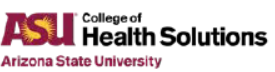 ASU College of
Health Solutions
Arizona State University